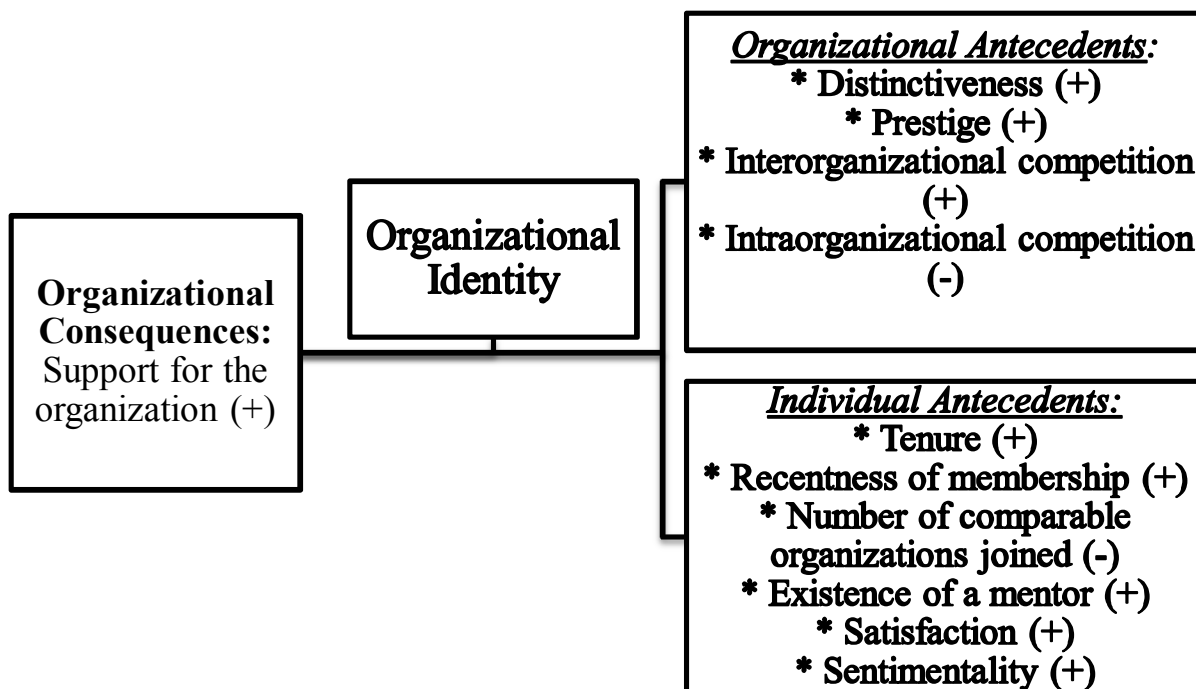 Organizational
Consequences:
Support for the
organization (+)
Organizational
Identity
Organizational Antecedents:
* Distinctiveness (+)
* Prestige (+)
* Interorganizational competition
(+)
* Intraorganizational competition
(-)
Individual Antecedents:
* Tenure (+)
* Recentness of membership (+)
* Number of comparable
organizations joined (-)
* Existence of a mentor (+)
* Satisfaction (+)
* Sentimentality (+)